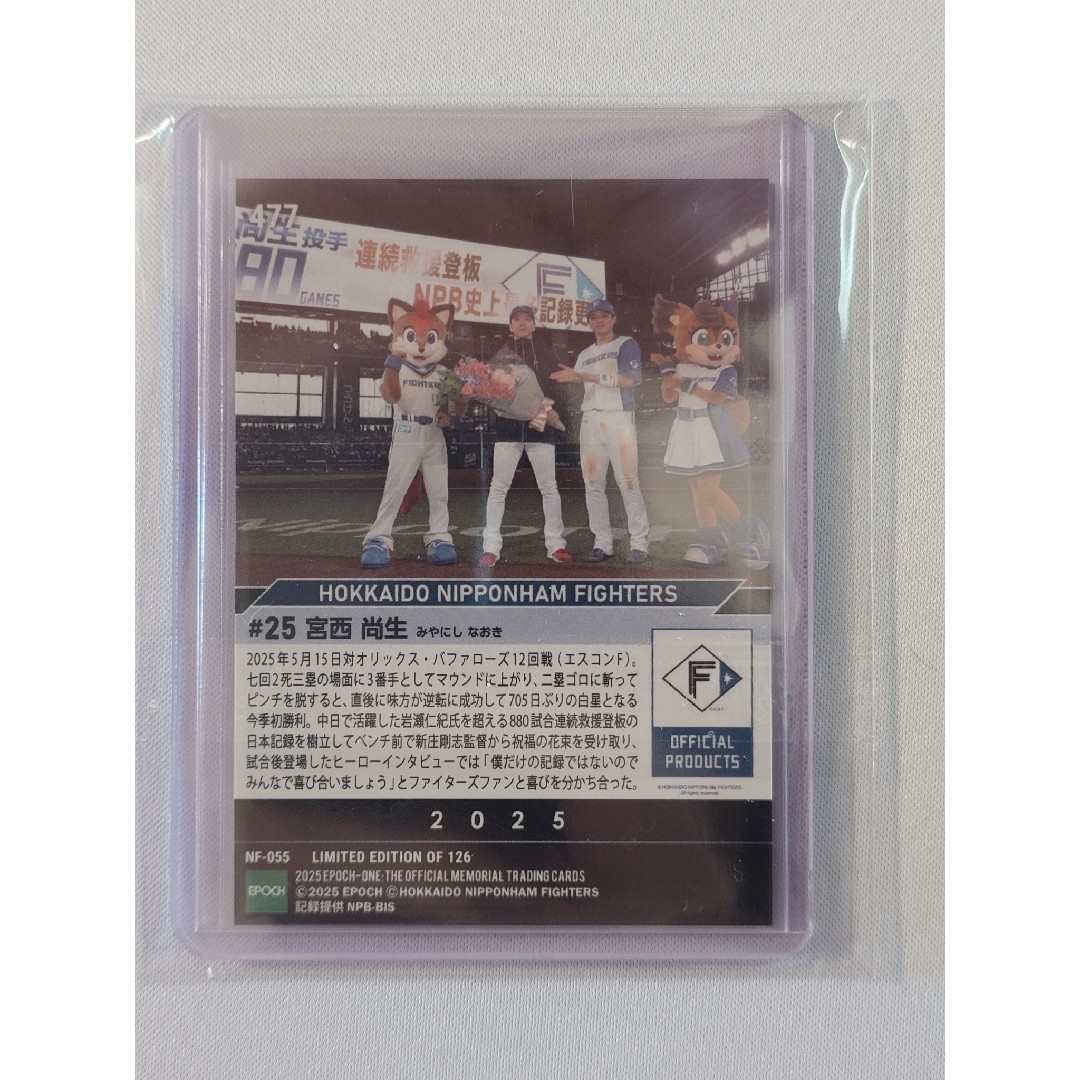 477
尚生 投手
連続救援登板
80 GAMES
NPB史上 記録更
FIGHTERS
FIGHTERS
HOKKAIDO NIPPONHAM FIGHTERS
#25 宮西 尚生 みやにし なおき
2025年5月15日対オリックス・バファローズ12回戦(エスコンF)。
七回2死三塁の場面に3番手としてマウンドに上がり、二塁ゴロに斬って
ピンチを脱すると、直後に味方が逆転に成功して705日ぶりの白星となる
今季初勝利。中日で活躍した岩瀬仁紀氏を超える880試合連続救援登板の
日本記録を樹立してベンチ前で新庄剛志監督から祝福の花束を受け取り、
試合後登場したヒーローインタビューでは「僕だけの記録ではないので
みんなで喜び合いましょう」とファイターズファンと喜びを分かち合った。
F
OFFICIAL
PRODUCTS
©HOKKAIDO NIPPONHAM FIGHTERS
All rights reserved.
2025
NF-055 LIMITED EDITION OF 126
EPOCH
2025 EPOCH-ONE: THE OFFICIAL MEMORIAL TRADING CARDS
©2025 EPOCH ©HOKKAIDO NIPPONHAM FIGHTERS
記録提供 NPB-BIS